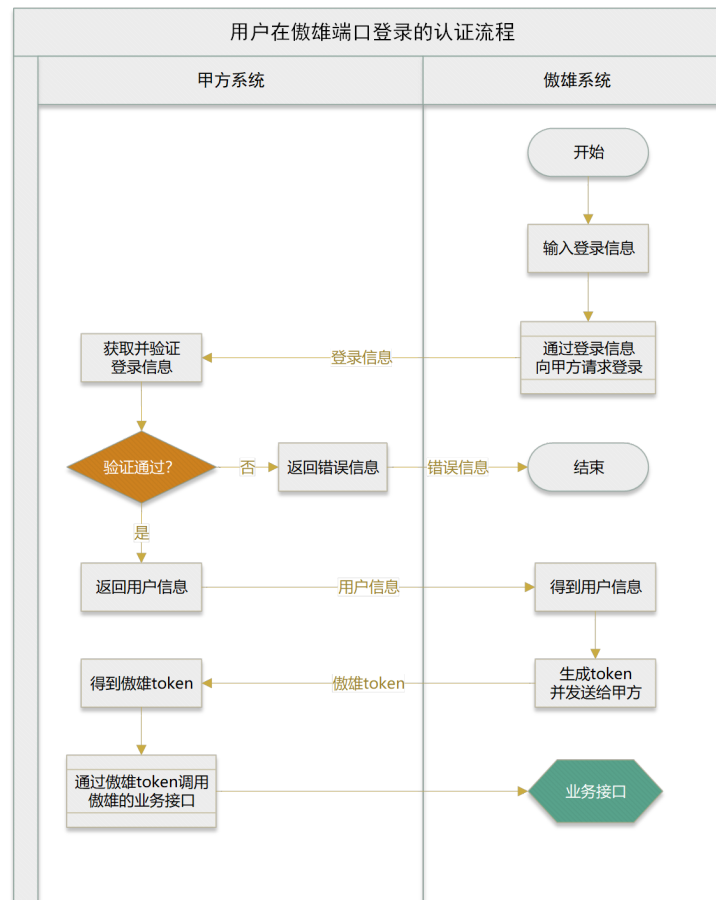 用户在傲雄端口登录的认证流程
甲方系统
傲雄系统
开始
输入登录信息
通过登录信息
向甲方请求登录
登录信息
获取并验证
登录信息
验证通过?
否
返回错误信息
错误信息
结束
是
返回用户信息
用户信息
得到用户信息
生成token
并发送给甲方
傲雄token
得到傲雄token
通过傲雄token调用
傲雄的业务接口
业务接口